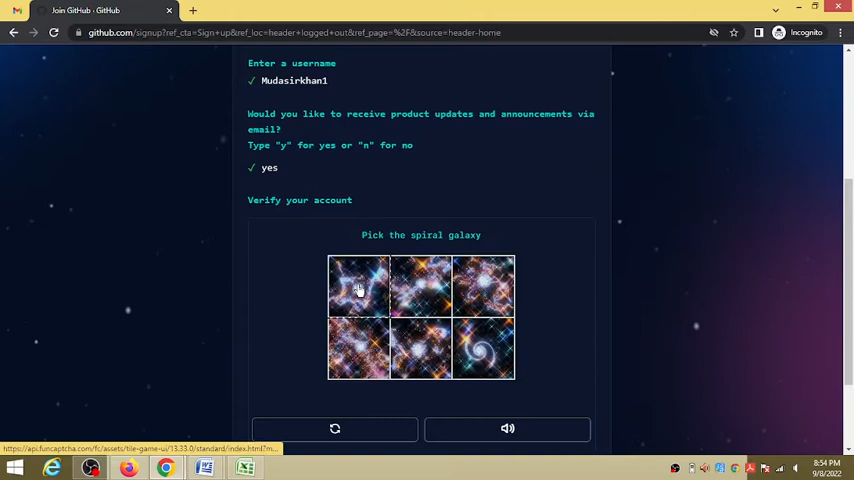 Join GitHub · GitHub
github.com/signup?ref_cta=Sign+up&ref_loc=header+logged+out&ref_page=%2F&source=header-home
Incognito
Enter a username
✓ Mudasirkhan1
Would you like to receive product updates and announcements via
email?
Type "y" for yes or "n" for no
✓ yes
Verify your account
Pick the spiral galaxy
https://api.funcaptcha.com/fc/assets/tile-game-ui/13.33.0/standard/index.html?m...
8:54 PM
9/8/2022